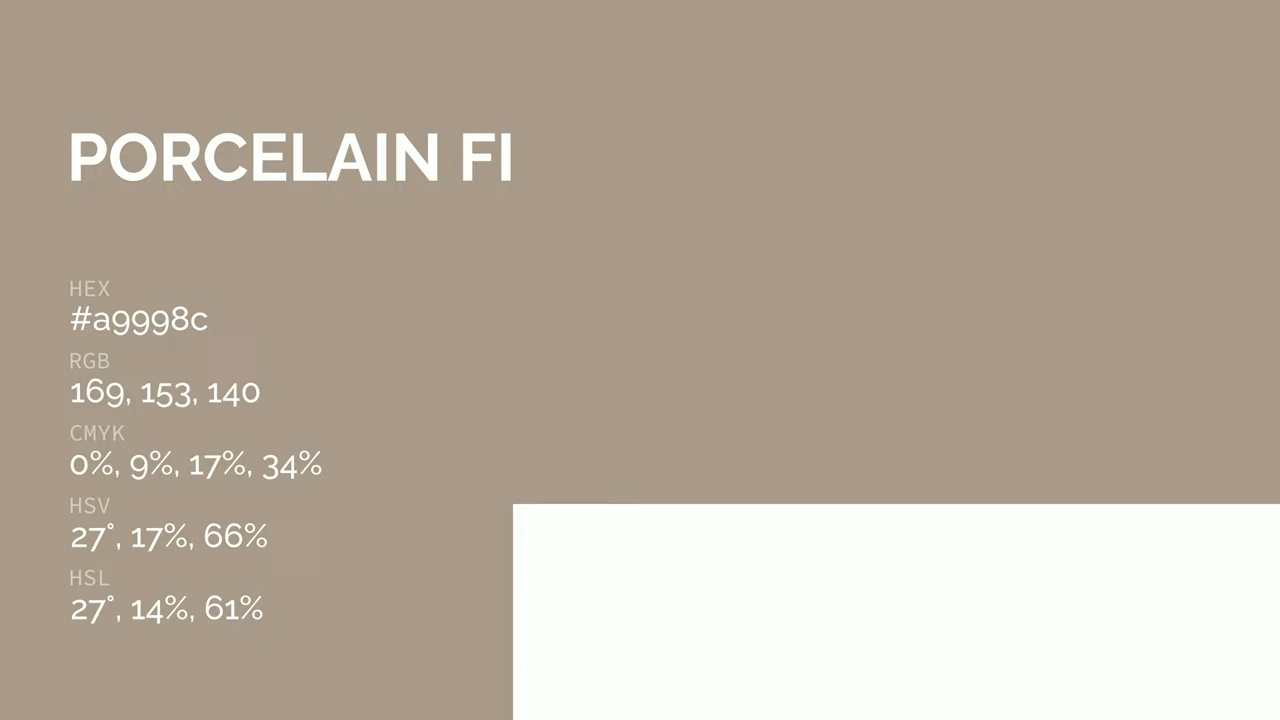 PORCELAIN FI
HEX
#a9998c
RGB
169, 153, 140
CMYK
0%, 9%, 17%, 34%
HSV
27°, 17%, 66%
HSL
27°, 14%, 61%